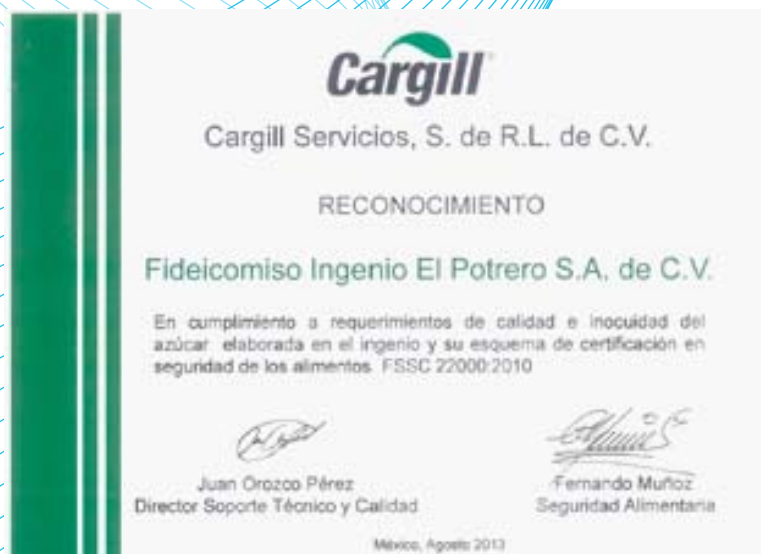 Cargill
Cargill Servicios, S. de R.L. de C.V.
RECONOCIMIENTO
Fideicomiso Ingenio El Potrero S.A. de C.V.
En cumplimiento a requerimientos de calidad e inocuidad del
azúcar elaborada en el ingenio y su esquema de certificación en
seguridad de los alimentos FSSC 22000:2010
Juan Orozco Pérez
Director Soporte Técnico y Calidad
Fernando Muñoz
Seguridad Alimentaria
México, Agosto 2013